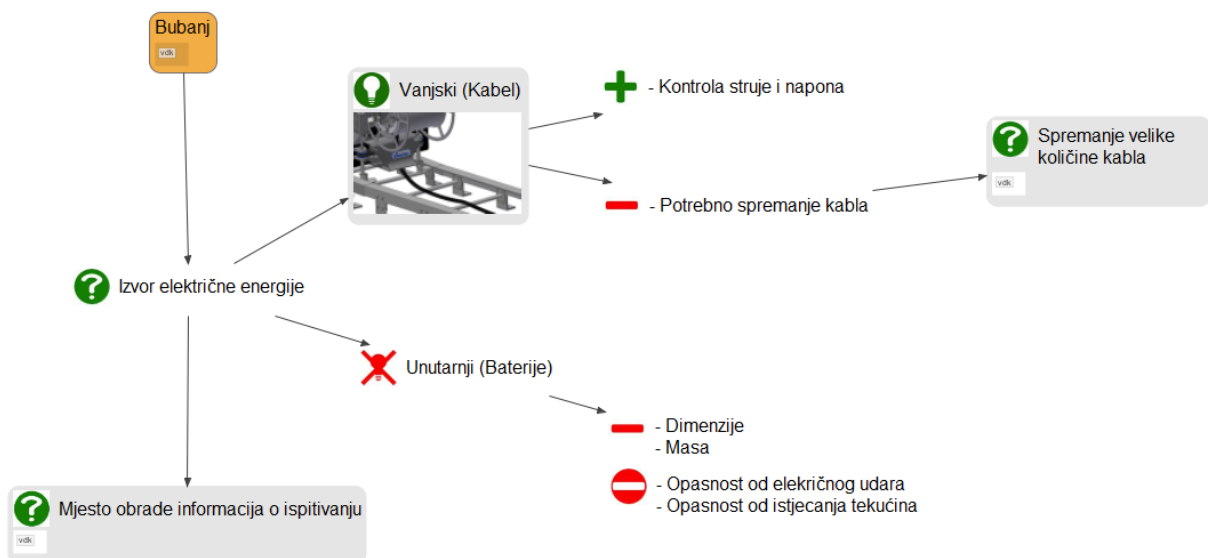 Bubanj
vdk
Vanjski (Kabel)
- Kontrola struje i napona
Spremanje velike
količine kabla
vdk
- Potrebno spremanje kabla
Izvor električne energije
Unutarnji (Baterije)
- Dimenzije
- Masa
- Opasnost od elekričnog udara
- Opasnost od istjecanja tekućina
Mjesto obrade informacija o ispitivanju
vdk